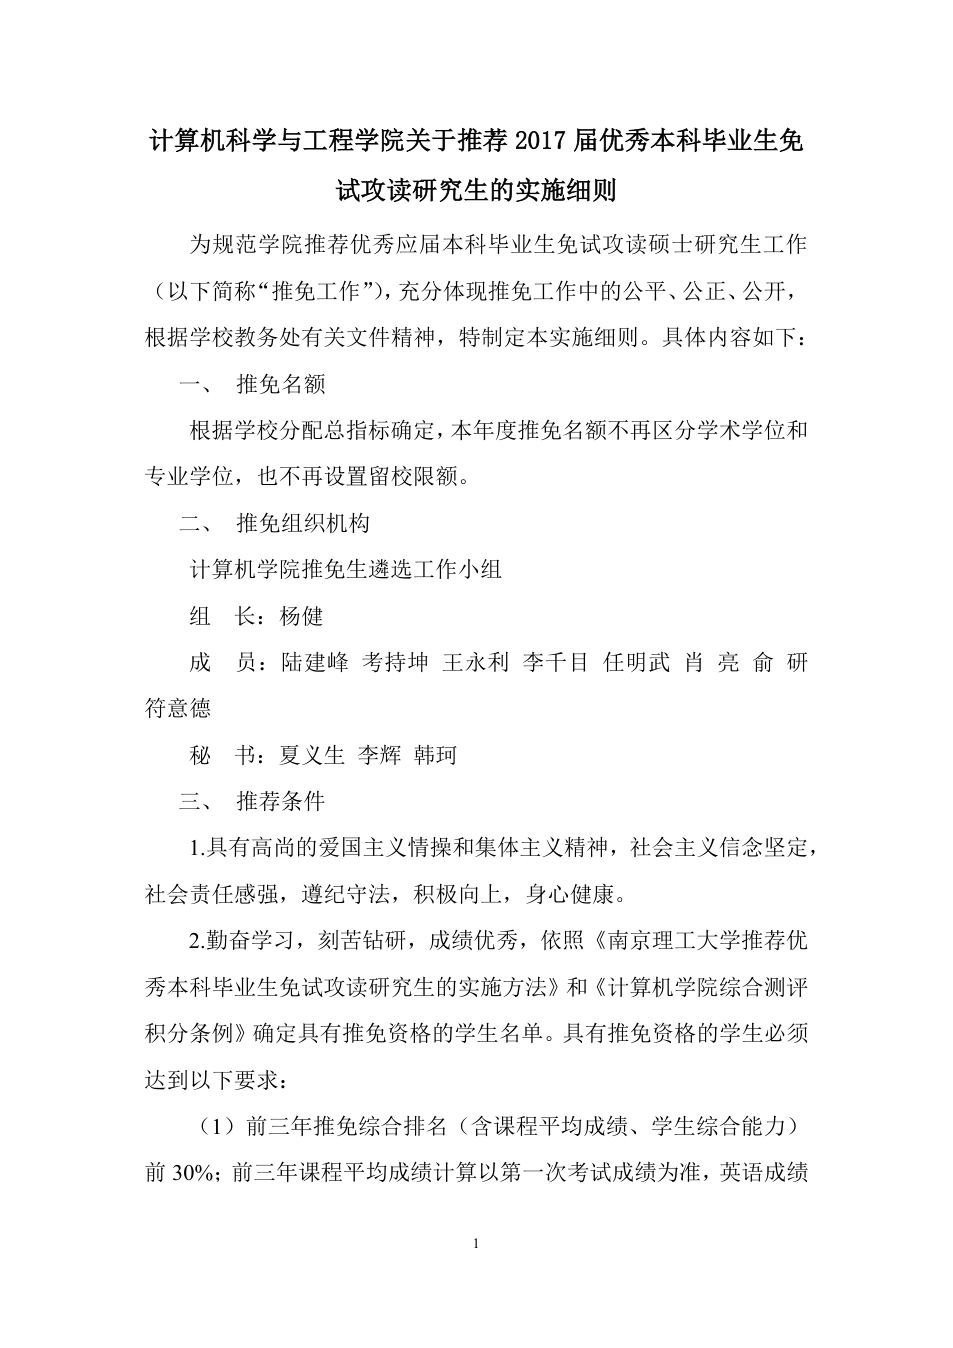 计算机科学与工程学院关于推荐 2017 届优秀本科毕业生免
试攻读研究生的实施细则
为规范学院推荐优秀应届本科毕业生免试攻读硕士研究生工作
（以下简称“推免工作”），充分体现推免工作中的公平、公正、公开，
根据学校教务处有关文件精神，特制定本实施细则。具体内容如下：
一、 推免名额
根据学校分配总指标确定，本年度推免名额不再区分学术学位和
专业学位，也不再设置留校限额。
二、 推免组织机构
计算机学院推免生遴选工作小组
组 长：杨健
成 员：陆建峰 考持坤 王永利 李千目 任明武 肖 亮 俞 研
符意德
秘 书：夏义生 李辉 韩珂
三、 推荐条件
1.具有高尚的爱国主义情操和集体主义精神，社会主义信念坚定，
社会责任感强，遵纪守法，积极向上，身心健康。
2.勤奋学习，刻苦钻研，成绩优秀，依照《南京理工大学推荐优
秀本科毕业生免试攻读研究生的实施方法》和《计算机学院综合测评
积分条例》确定具有推免资格的学生名单。具有推免资格的学生必须
达到以下要求：
（1）前三年推免综合排名（含课程平均成绩、学生综合能力）
前 30%；前三年课程平均成绩计算以第一次考试成绩为准，英语成绩
1